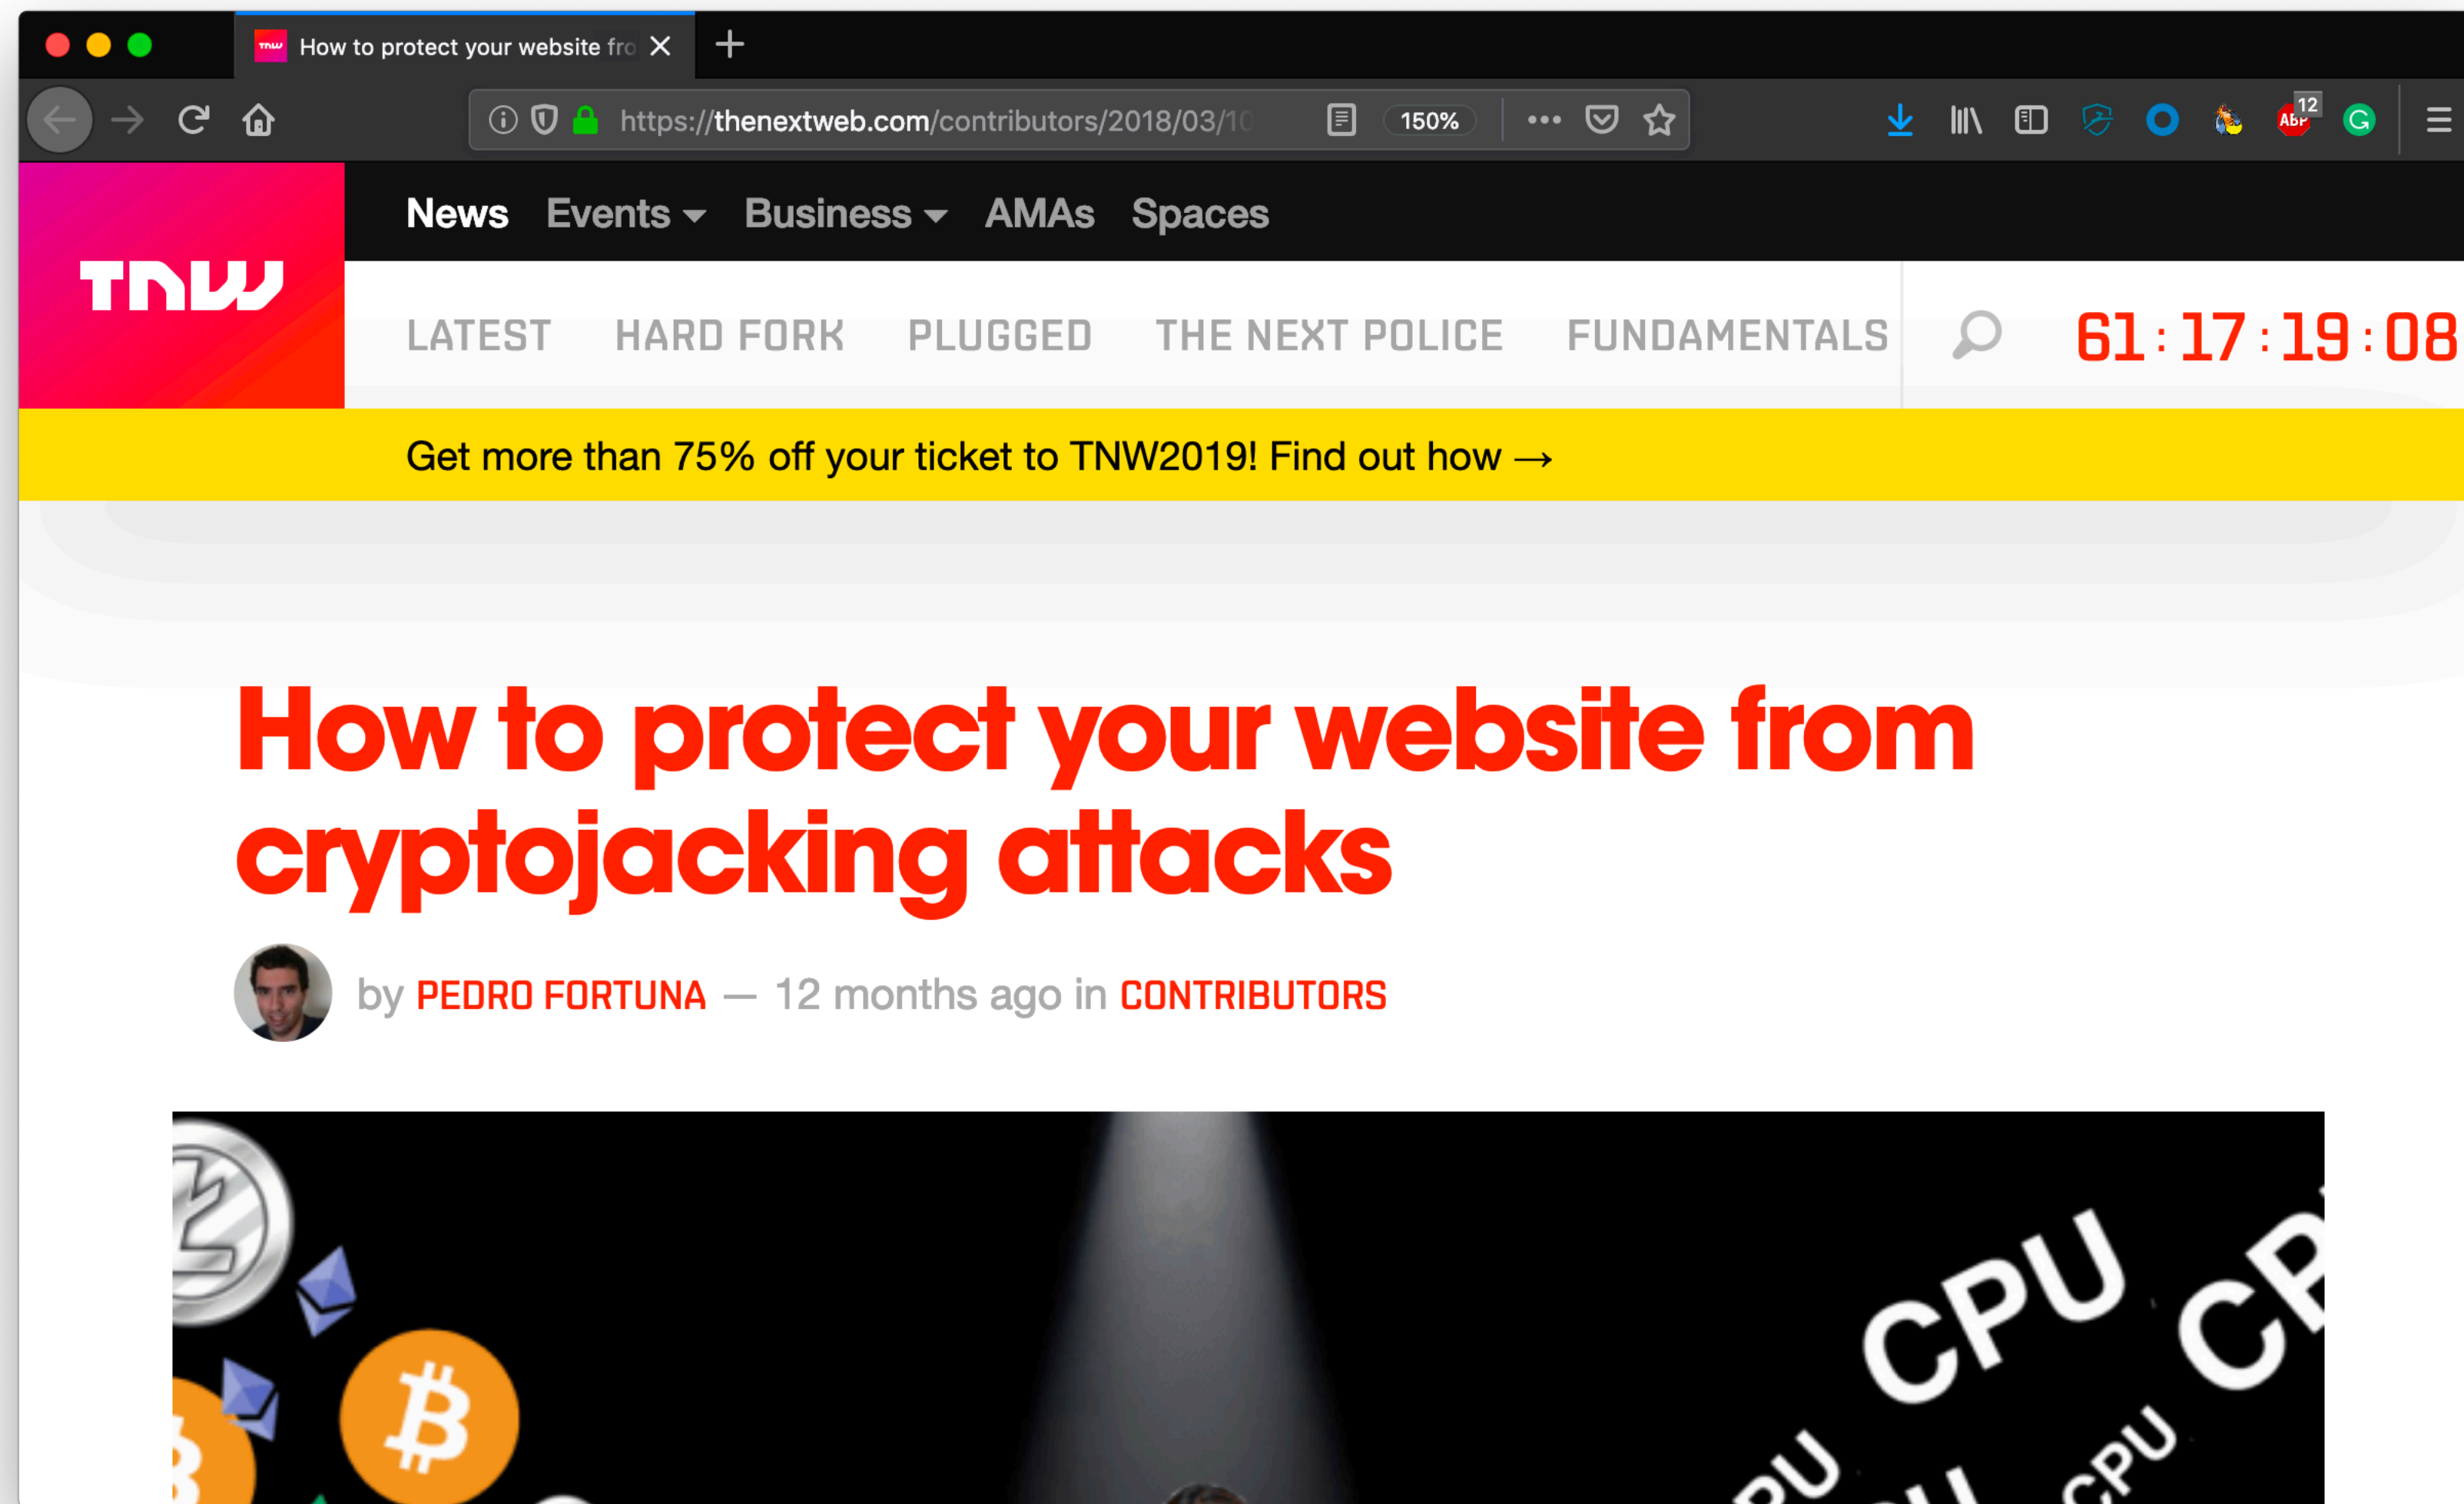 How to protect your website fro
https://thenextweb.com/contributors/2018/03/10
150%
12
ABP
TNW
News Events Business AMAs Spaces
LATEST HARD FORK PLUGGED THE NEXT POLICE FUNDAMENTALS
61:17:19:08
Get more than 75% off your ticket to TNW2019! Find out how →
How to protect your website from
cryptojacking attacks
by PEDRO FORTUNA — 12 months ago in CONTRIBUTORS
CPU
CPU
CPU